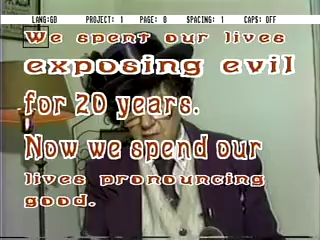 LANG:GB PROJECT: 1 PAGE: 0 SPACING: 1 CAPS: OFF
We spent our lives
exposing evil
for 20 years.
Now we spend our
lives pronouncing
good.